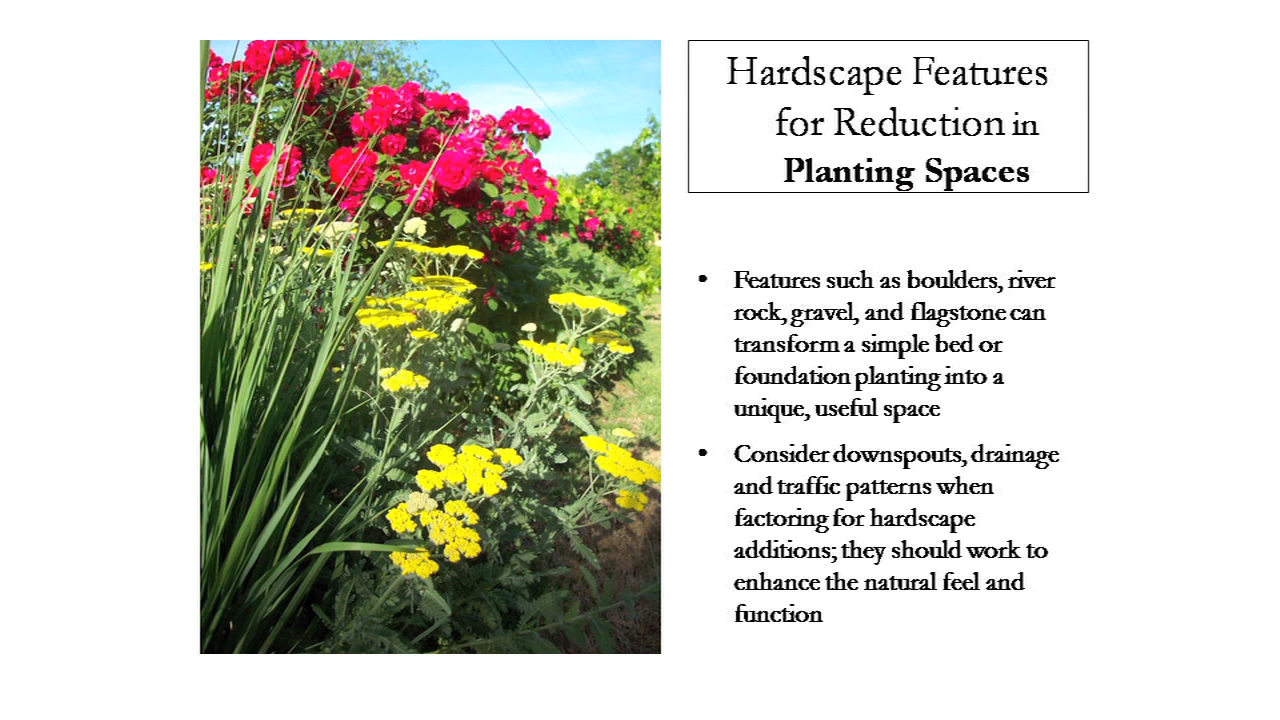 Hardscape Features
for Reduction in
Planting Spaces
• Features such as boulders, river
rock, gravel, and flagstone can
transform a simple bed or
foundation planting into a
unique, useful space
• Consider downspouts, drainage
and traffic patterns when
factoring for hardscape
additions; they should work to
enhance the natural feel and
function